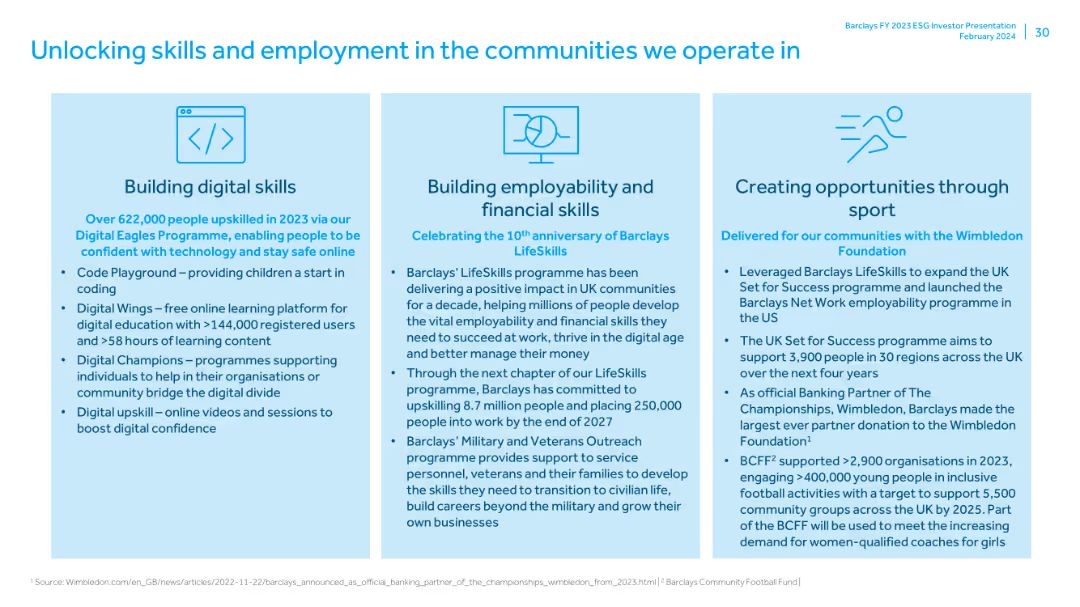 Barclays FY 2023 ESG Investor Presentation
February 2024
30
Unlocking skills and employment in the communities we operate in
</>
Building digital skills
Over 622,000 people upskilled in 2023 via our
Digital Eagles Programme, enabling people to be
confident with technology and stay safe online
• Code Playground – providing children a start in
coding
• Digital Wings – free online learning platform for
digital education with >144,000 registered users
and >58 hours of learning content
• Digital Champions – programmes supporting
individuals to help in their organisations or
community bridge the digital divide
• Digital upskill – online videos and sessions to
boost digital confidence
Building employability and
financial skills
Celebrating the 10th anniversary of Barclays
LifeSkills
• Barclays' LifeSkills programme has been
delivering a positive impact in UK communities
for a decade, helping millions of people develop
the vital employability and financial skills they
need to succeed at work, thrive in the digital age
and better manage their money
• Through the next chapter of our LifeSkills
programme, Barclays has committed to
upskilling 8.7 million people and placing 250,000
people into work by the end of 2027
• Barclays' Military and Veterans Outreach
programme provides support to service
personnel, veterans and their families to develop
the skills they need to transition to civilian life,
build careers beyond the military and grow their
own businesses
Creating opportunities through
sport
Delivered for our communities with the Wimbledon
Foundation
• Leveraged Barclays LifeSkills to expand the UK
Set for Success programme and launched the
Barclays Net Work employability programme in
the US
• The UK Set for Success programme aims to
support 3,900 people in 30 regions across the UK
over the next four years
• As official Banking Partner of The
Championships, Wimbledon, Barclays made the
largest ever partner donation to the Wimbledon
Foundation¹
• BCFF² supported >2,900 organisations in 2023,
engaging >400,000 young people in inclusive
football activities with a target to support 5,500
community groups across the UK by 2025. Part
of the BCFF will be used to meet the increasing
demand for women-qualified coaches for girls
¹ Source: Wimbledon.com/en_GB/news/articles/2022-11-22/barclays_announced_as_official_banking_partner_of_the_championships_wimbledon_from_2023.html | ² Barclays Community Football Fund |